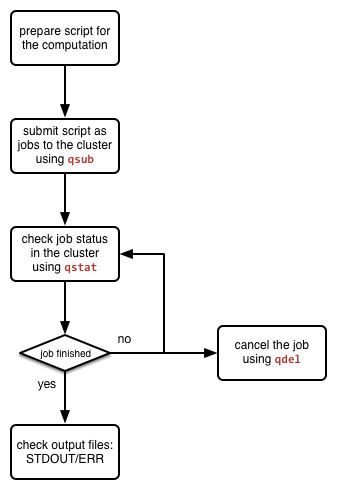 prepare script for
the computation
submit script as
jobs to the cluster
using qsub
check job status
in the cluster
using qstat
job finished
no
cancel the job
using qdel
yes
check output files:
STDOUT/ERR